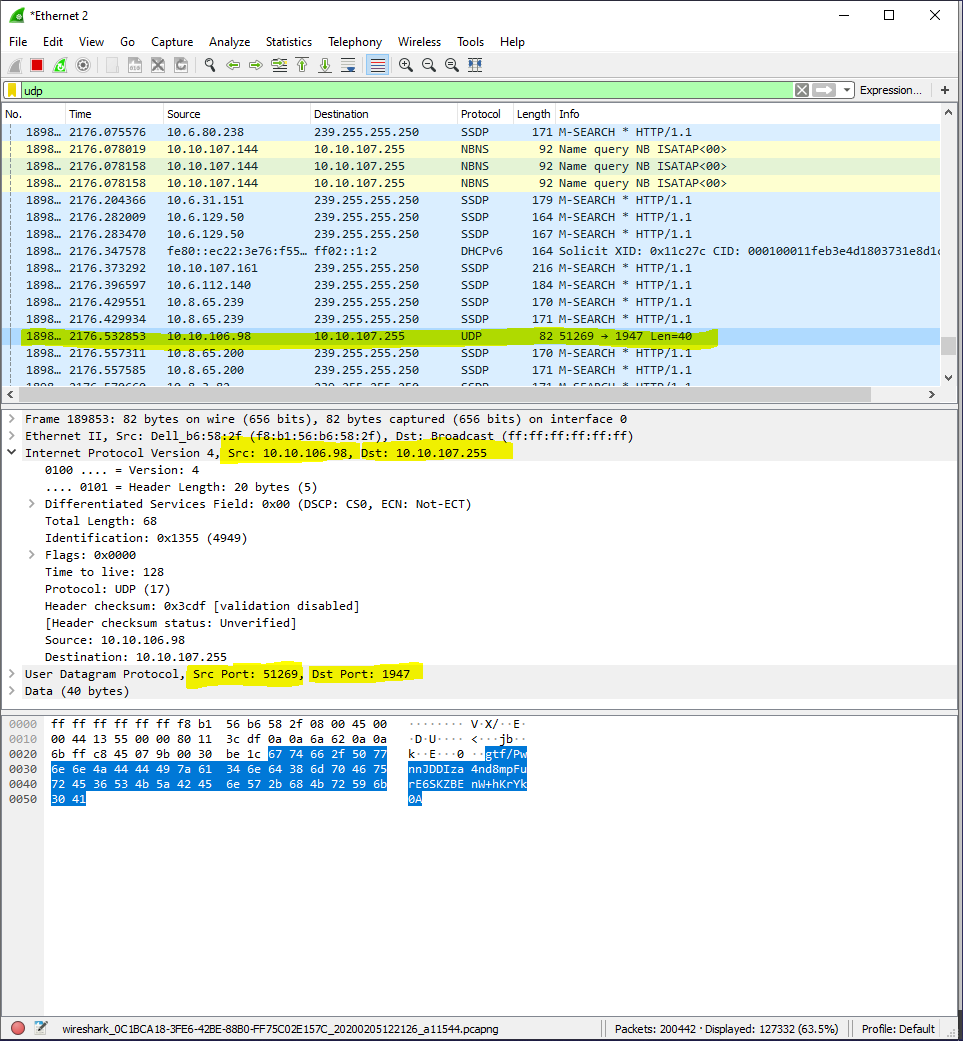 *Ethernet 2
File Edit View Go Capture Analyze Statistics Telephony Wireless Tools Help
udp Expression... +
No. Time Source Destination Protocol Length Info
1898… 2176.075576 10.6.80.238 239.255.255.250 SSDP 171 M-SEARCH * HTTP/1.1
1898… 2176.078019 10.10.107.144 10.10.107.255 NBNS 92 Name query NB ISATAP<00>
1898… 2176.078158 10.10.107.144 10.10.107.255 NBNS 92 Name query NB ISATAP<00>
1898… 2176.078158 10.10.107.144 10.10.107.255 NBNS 92 Name query NB ISATAP<00>
1898… 2176.204366 10.6.31.151 239.255.255.250 SSDP 179 M-SEARCH * HTTP/1.1
1898… 2176.282009 10.6.129.50 239.255.255.250 SSDP 164 M-SEARCH * HTTP/1.1
1898… 2176.283470 10.6.129.50 239.255.255.250 SSDP 167 M-SEARCH * HTTP/1.1
1898… 2176.347578 fe80::ec22:3e76:f55… ff02::1:2 DHCPv6 164 Solicit XID: 0x11c27c CID: 000100011feb3e4d1803731e8d1c
1898… 2176.373292 10.10.107.161 239.255.255.250 SSDP 216 M-SEARCH * HTTP/1.1
1898… 2176.396597 10.6.112.140 239.255.255.250 SSDP 184 M-SEARCH * HTTP/1.1
1898… 2176.429551 10.8.65.239 239.255.255.250 SSDP 170 M-SEARCH * HTTP/1.1
1898… 2176.429934 10.8.65.239 239.255.255.250 SSDP 171 M-SEARCH * HTTP/1.1
1898… 2176.532853 10.10.106.98 10.10.107.255 UDP 82 51269 → 1947 Len=40
1898… 2176.557311 10.8.65.200 239.255.255.250 SSDP 170 M-SEARCH * HTTP/1.1
1898… 2176.557585 10.8.65.200 239.255.255.250 SSDP 171 M-SEARCH * HTTP/1.1
Frame 189853: 82 bytes on wire (656 bits), 82 bytes captured (656 bits) on interface 0
Ethernet II, Src: Dell_b6:58:2f (f8:b1:56:b6:58:2f), Dst: Broadcast (ff:ff:ff:ff:ff:ff)
Internet Protocol Version 4, Src: 10.10.106.98, Dst: 10.10.107.255
0100 .... = Version: 4
.... 0101 = Header Length: 20 bytes (5)
Differentiated Services Field: 0x00 (DSCP: CS0, ECN: Not-ECT)
Total Length: 68
Identification: 0x1355 (4949)
Flags: 0x0000
Time to live: 128
Protocol: UDP (17)
Header checksum: 0x3cdf [validation disabled]
[Header checksum status: Unverified]
Source: 10.10.106.98
Destination: 10.10.107.255
User Datagram Protocol, Src Port: 51269, Dst Port: 1947
Data (40 bytes)
0000 ff ff ff ff ff ff f8 b1 56 b6 58 2f 08 00 45 00 ········ V·X/··E·
0010 00 44 13 55 00 00 80 11 3c df 0a 0a 6a 62 0a 0a ·D·U···· <···jb··
0020 6b ff c8 45 07 9b 00 30 be 1c 67 74 66 2f 50 77 k··E···0 ··gtf/Pw
0030 6e 6e 4a 44 44 49 7a 61 34 6e 64 38 6d 70 46 75 nnJDDIza 4nd8mpFu
0040 72 45 36 53 4b 5a 42 45 6e 57 2b 68 4b 72 59 6b rE6SKZBE nW+hKrYk
0050 30 41 0A
wireshark_0C1BCA18-3FE6-42BE-88B0-FF75C02E157C_20200205122126_a11544.pcapng Packets: 200442 · Displayed: 127332 (63.5%) Profile: Default